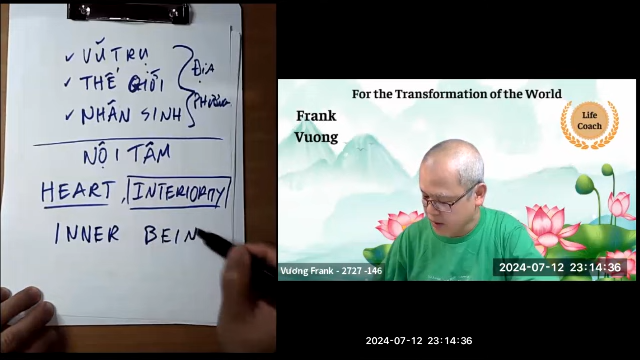 ✓ VŨ TRỤ
✓ THẾ GIỚI
✓ NHÂN SINH
ĐỊA
PHƯƠNG
NỘI TÂM
HEART, INTERIORITY
INNER BEIN
For the Transformation of the World
Frank
Vuong
Life
Coach
Vương Frank - 2727 -146
2024-07-12 23:14:36
2024-07-12 23:14:36